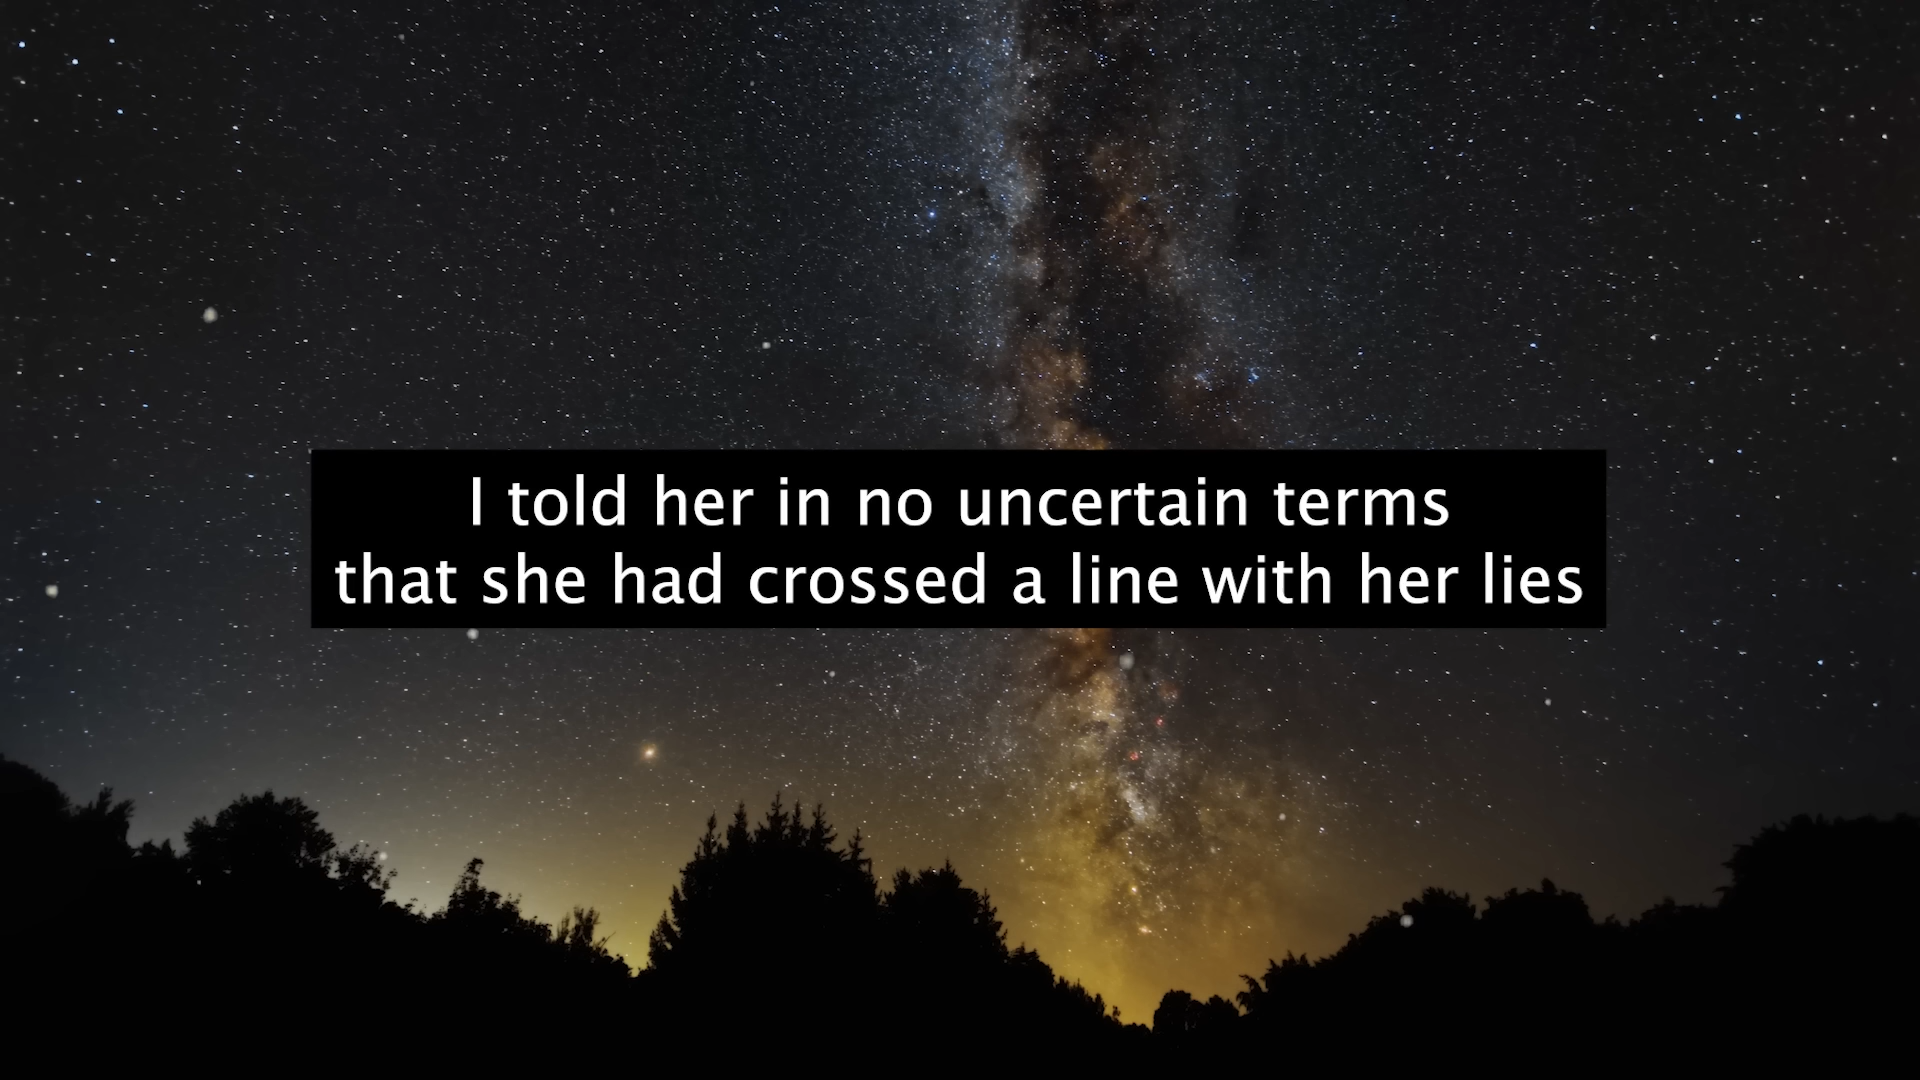 I told her in no uncertain terms
that she had crossed a line with her lies